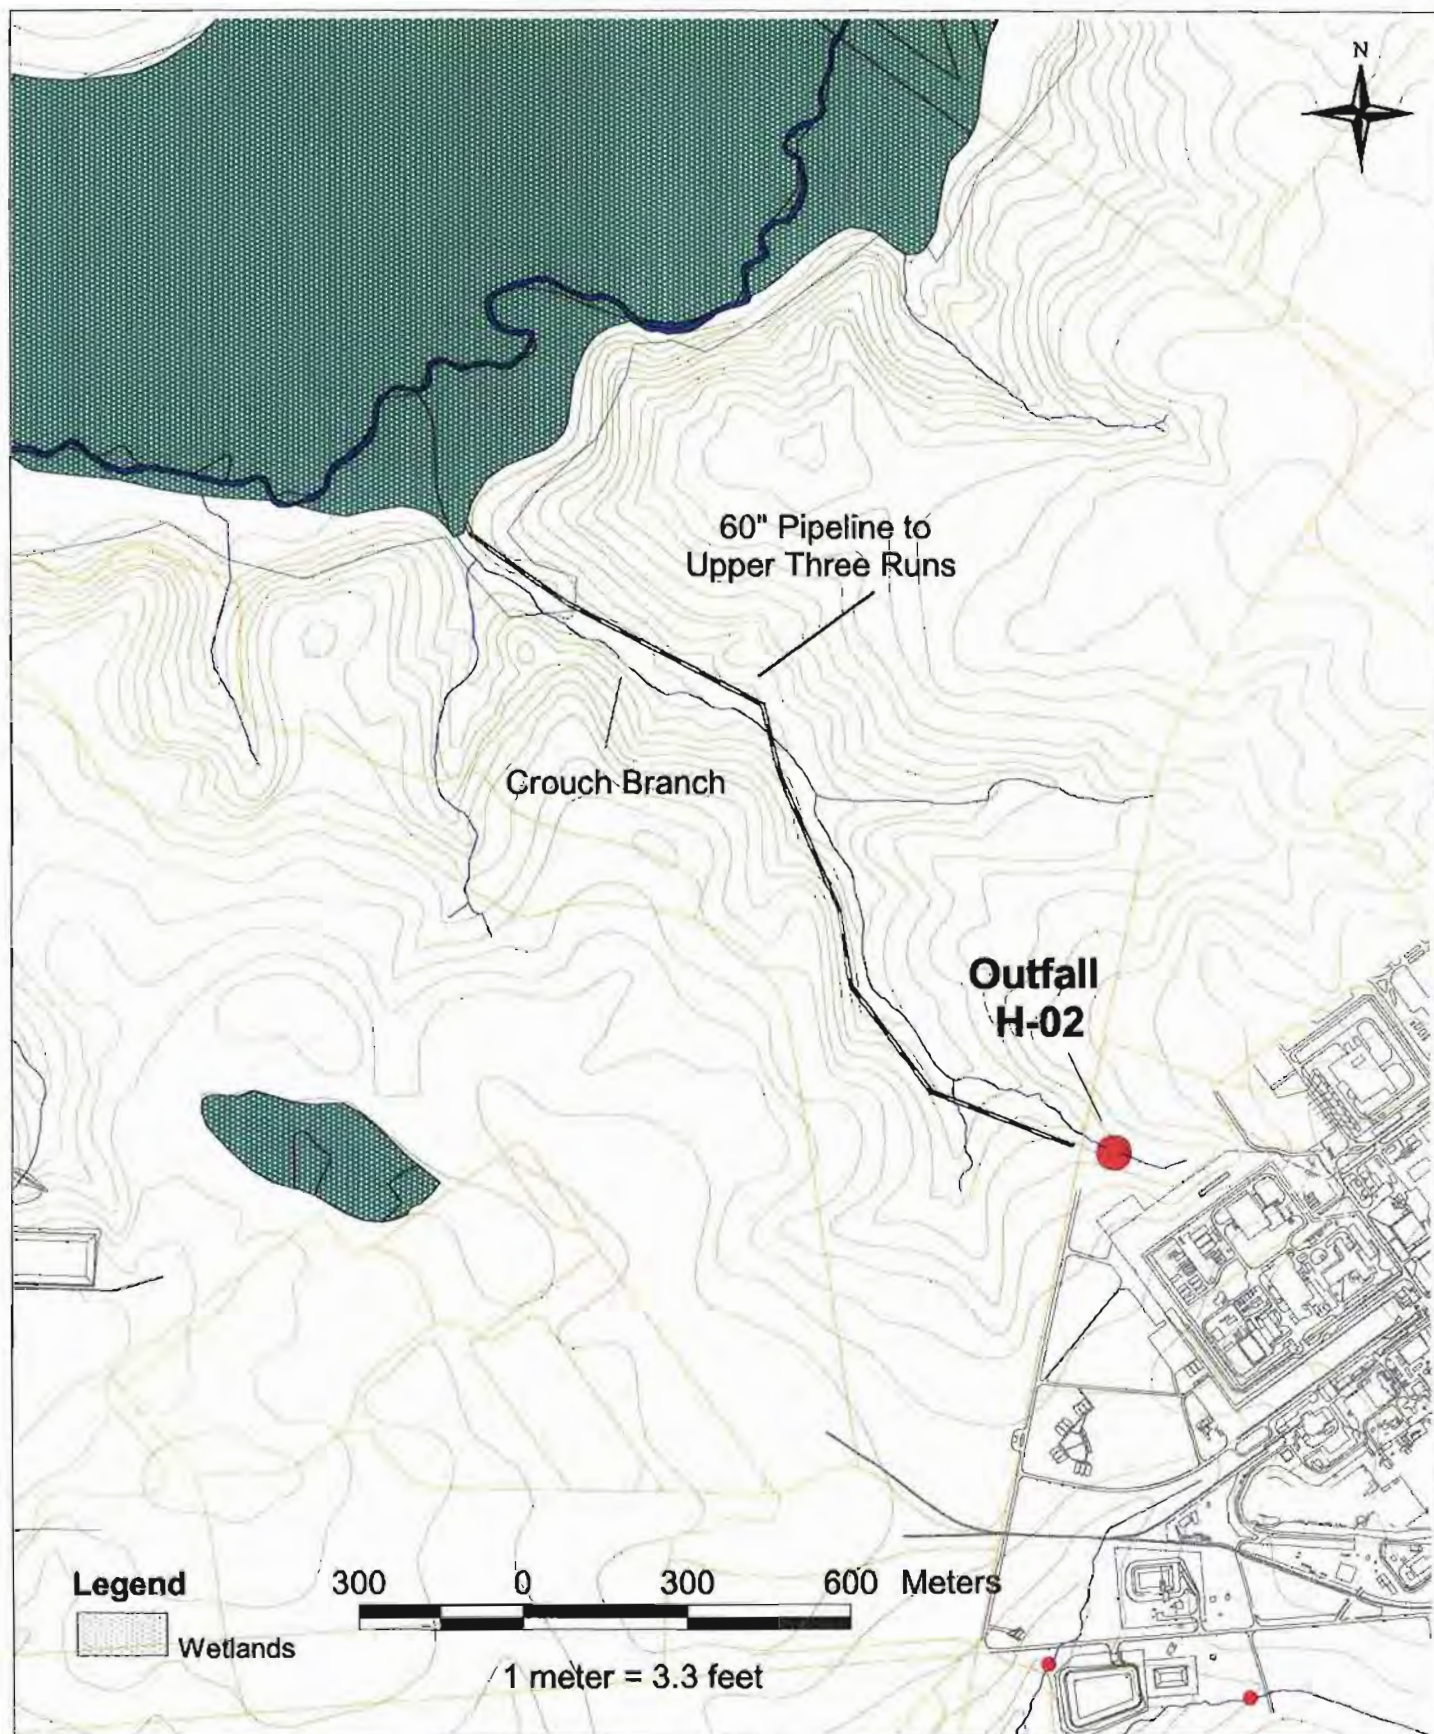 N
60" Pipeline to
Upper Three Runs
Crouch Branch
Outfall
H-02
Legend
300 0 300 600 Meters
Wetlands
1 meter = 3.3 feet